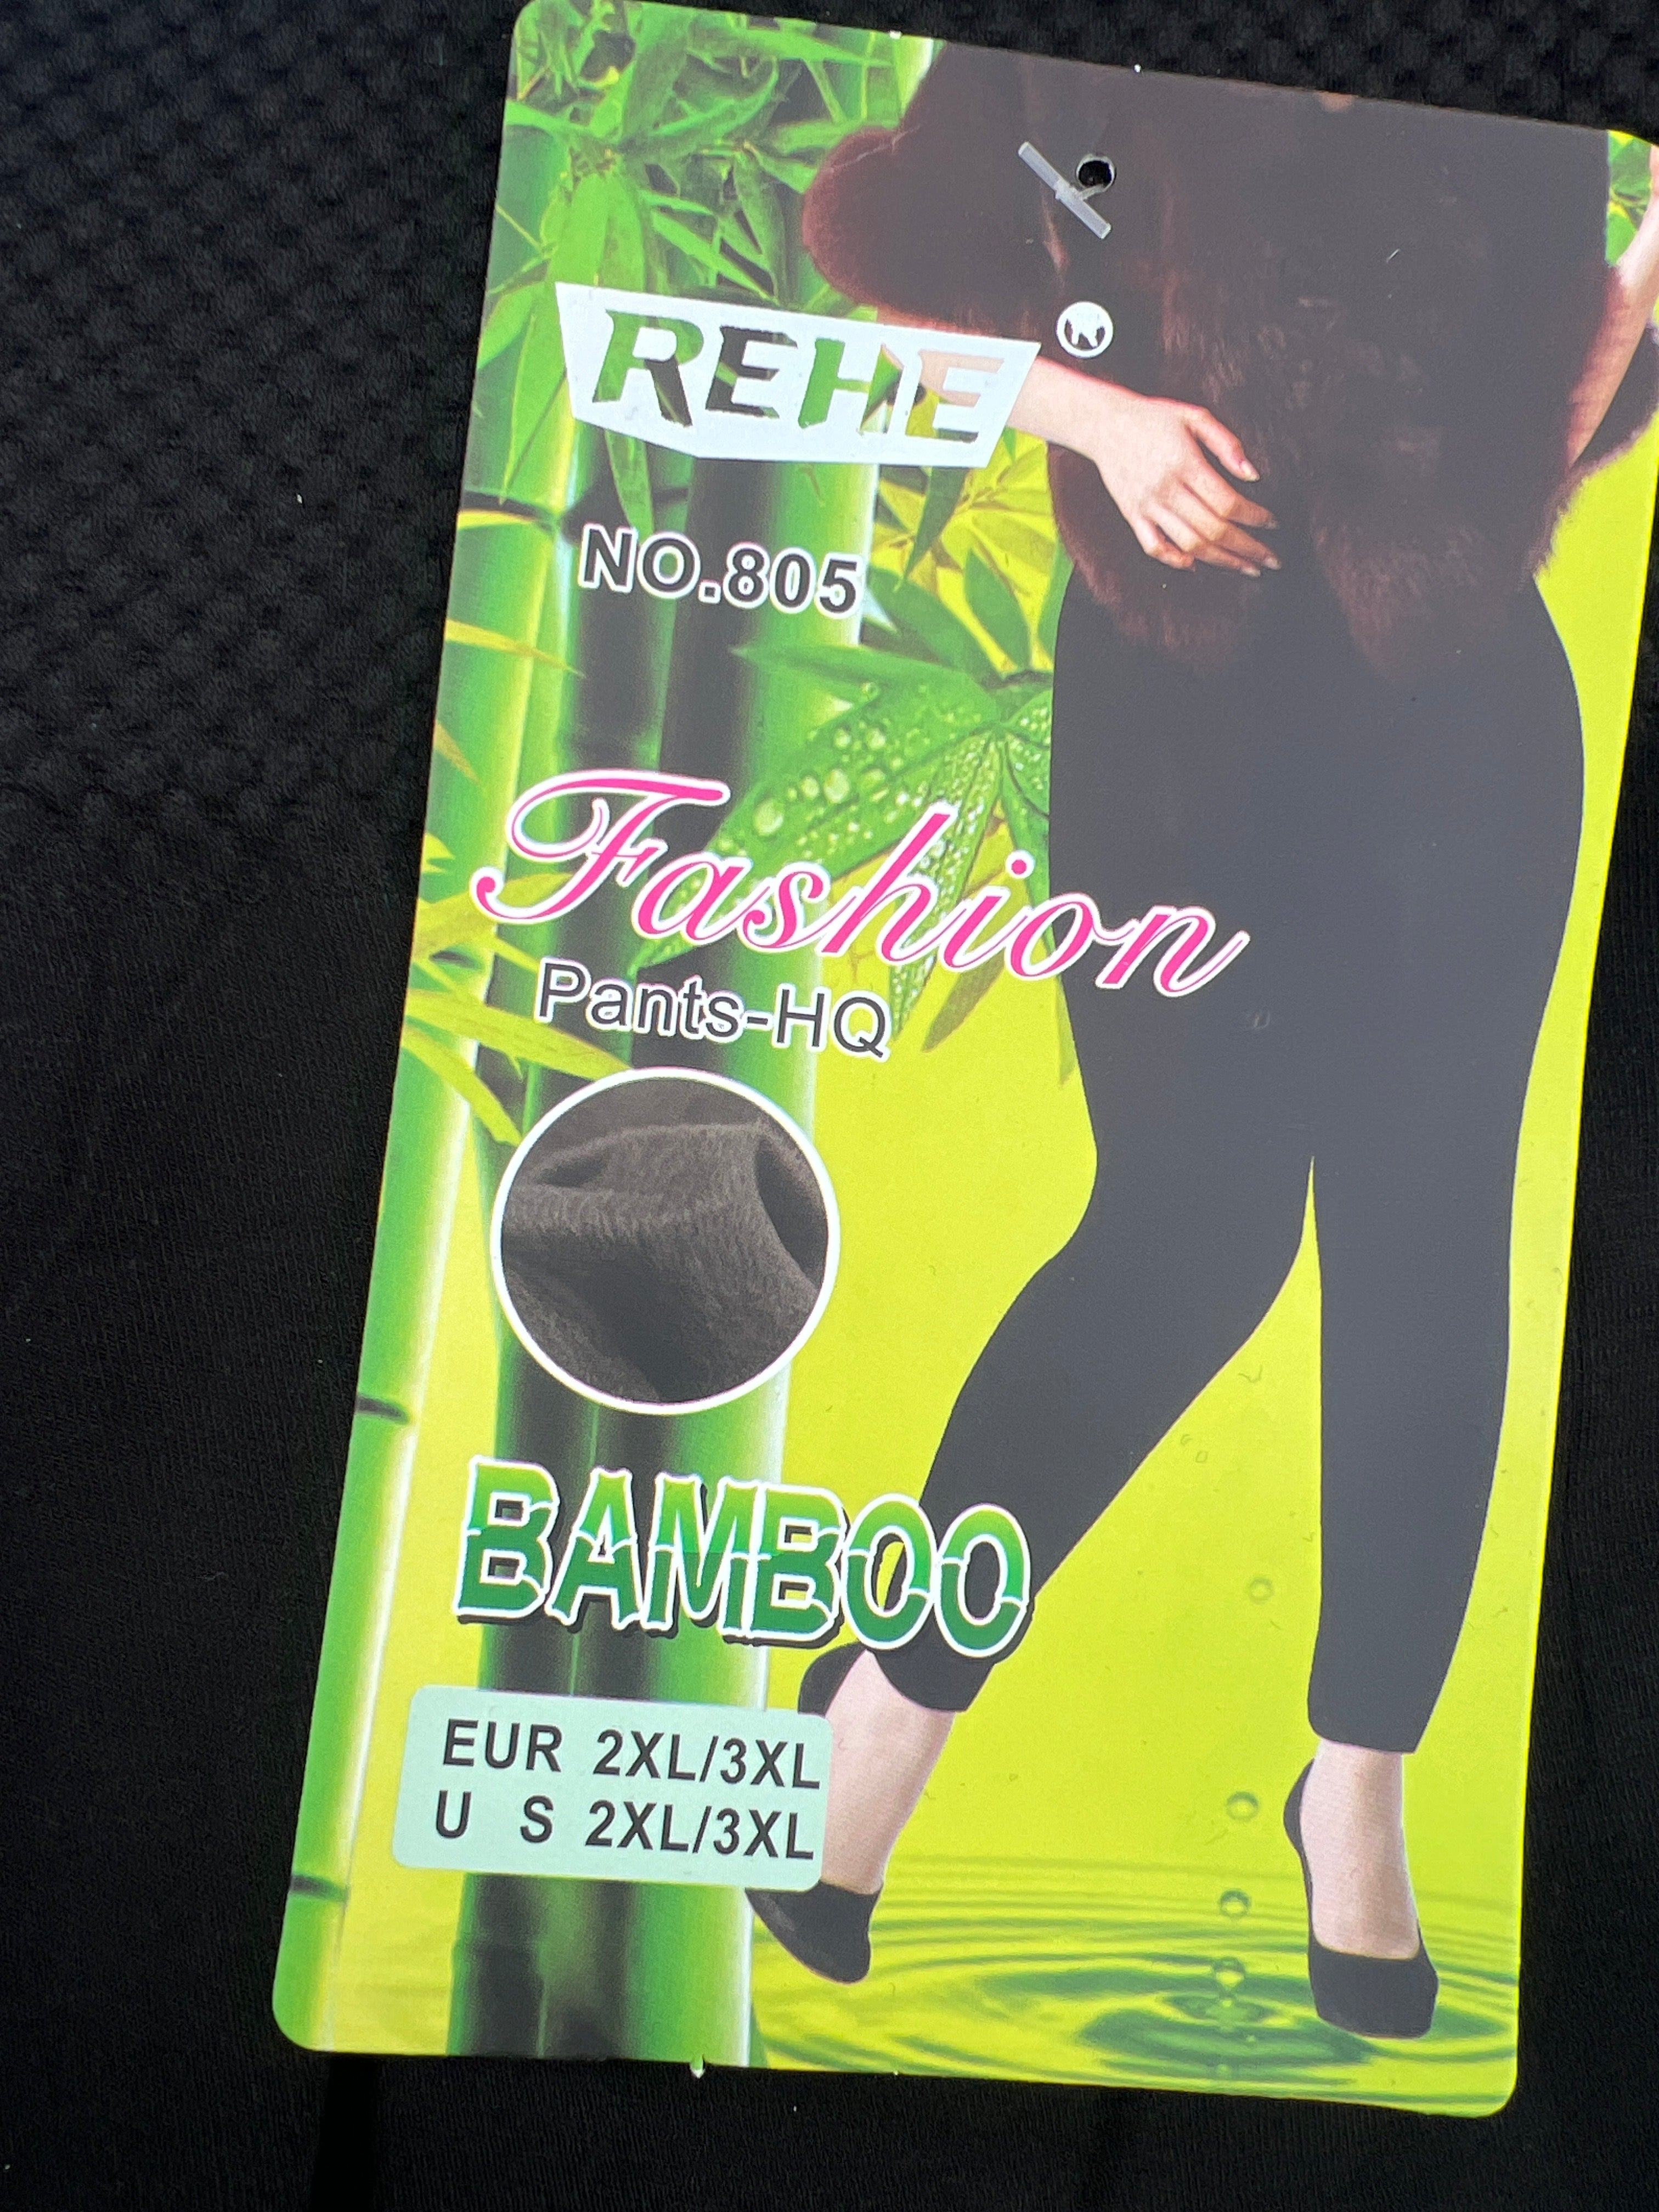 REHE
®
NO.805
Fashion
Pants-HQ
BAMBOO
EUR 2XL/3XL
U S 2XL/3XL